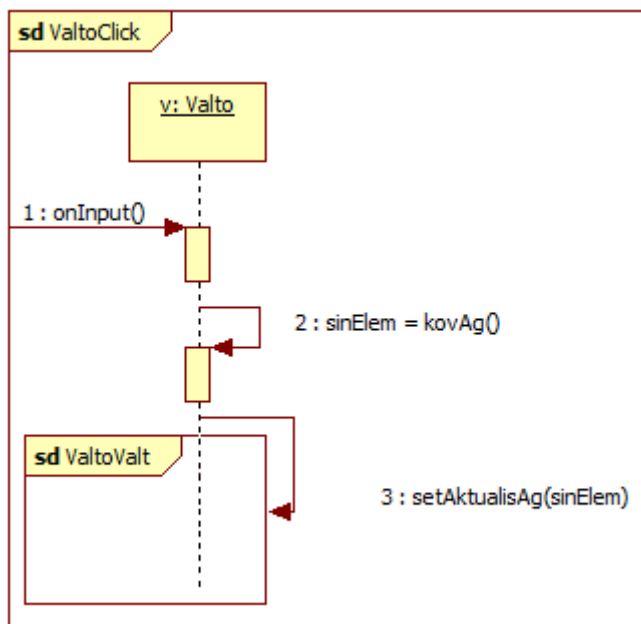 sd ValtoClick
v: Valto
1 : onInput()
2 : sinElem = kovAg()
sd ValtoValt
3 : setAktualisAg(sinElem)